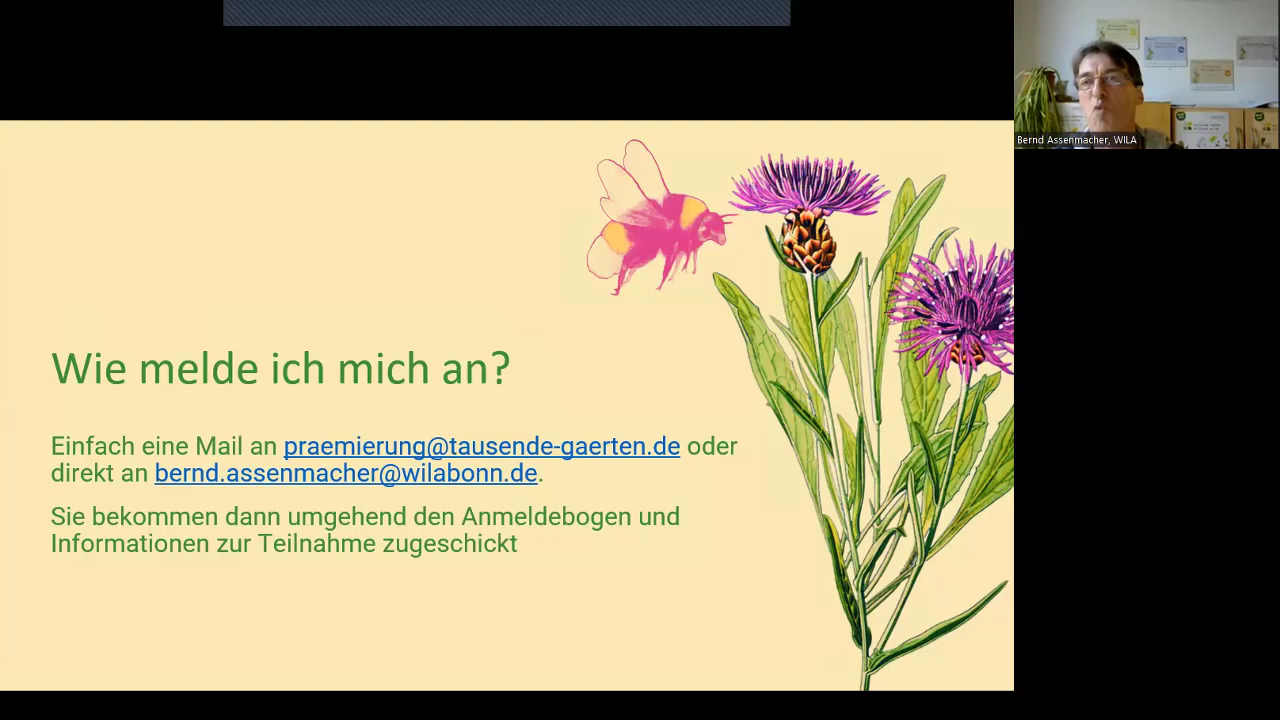 Bernd Assenmacher, WILA
Wie melde ich mich an?
Einfach eine Mail an praemierung@tausende-gaerten.de oder
direkt an bernd.assenmacher@wilabonn.de.
Sie bekommen dann umgehend den Anmeldebogen und
Informationen zur Teilnahme zugeschickt